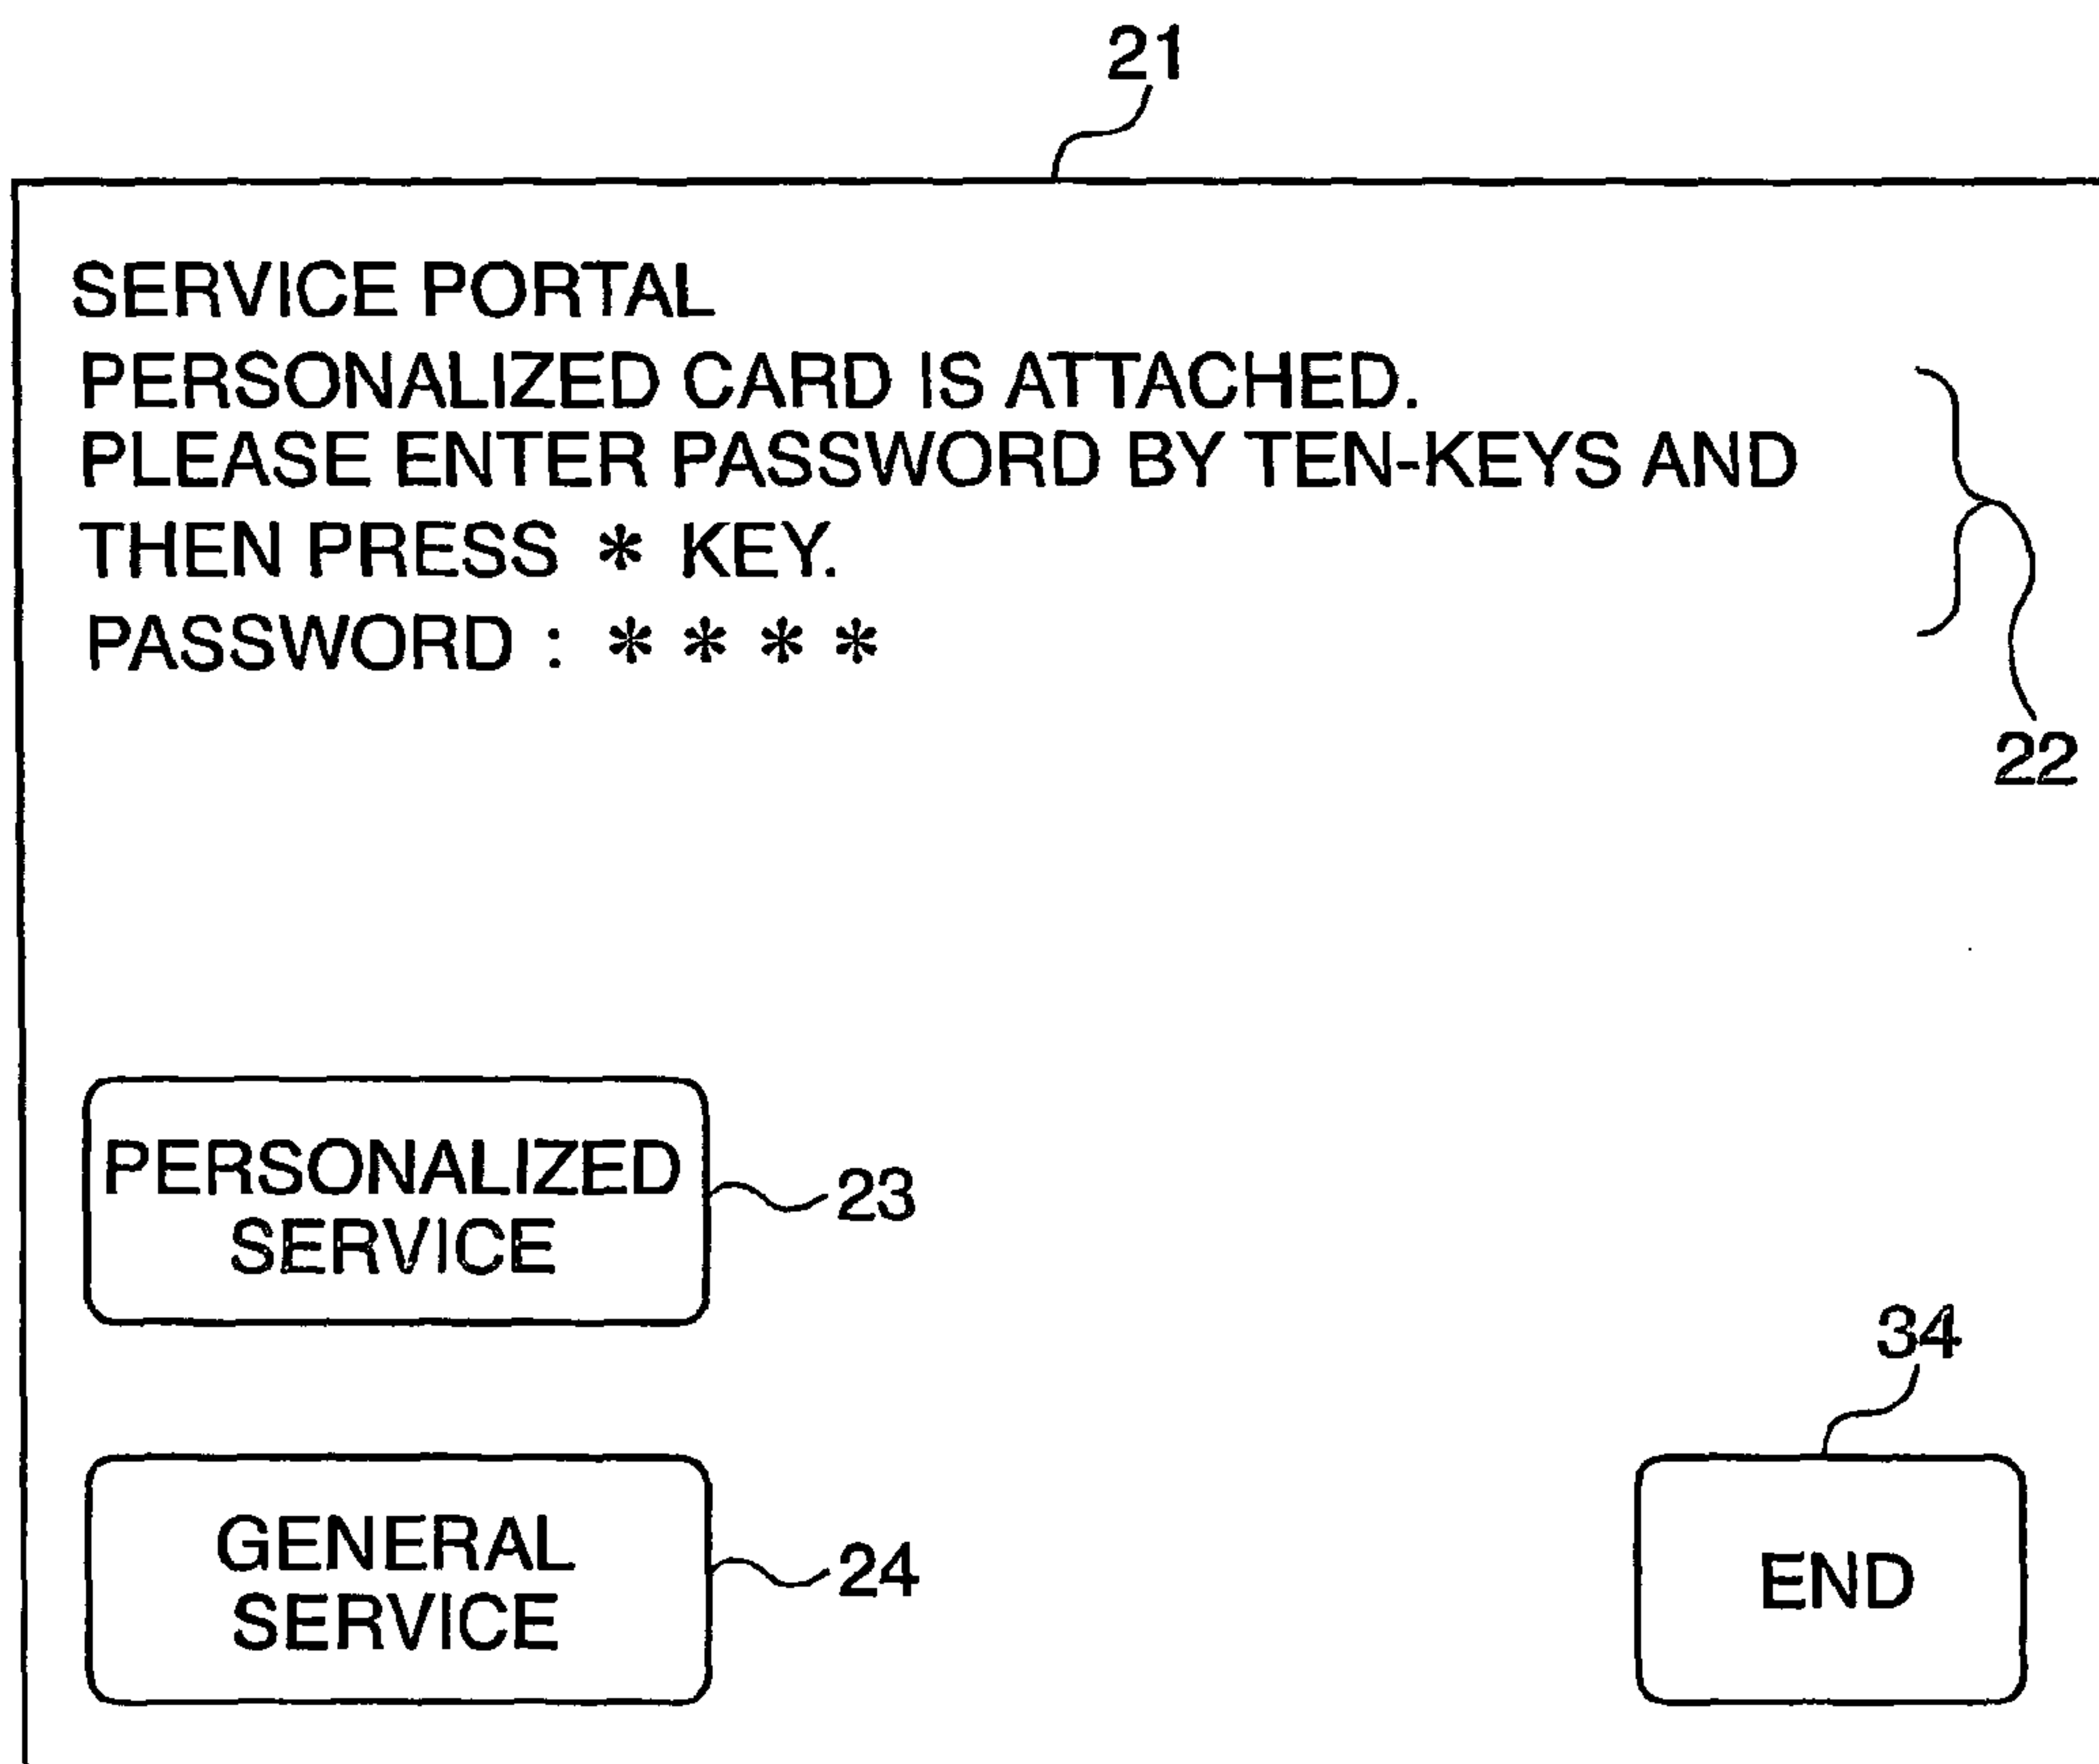 21
SERVICE PORTAL
PERSONALIZED CARD IS ATTACHED.
PLEASE ENTER PASSWORD BY TEN-KEYS AND
THEN PRESS * KEY.
PASSWORD : * * * *
22
PERSONALIZED
SERVICE
23
34
GENERAL
SERVICE
24
END